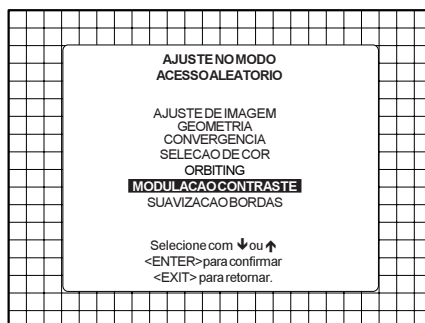 AJUSTE NO MODO
ACESSO ALEATORIO
AJUSTE DE IMAGEM
GEOMETRIA
CONVERGENCIA
SELECAO DE COR
ORBITING
MODULACAO CONTRASTE
SUAVIZACAO BORDAS
Selecione com ↓ ou ↑
<ENTER> para confirmar
<EXIT> para retornar.